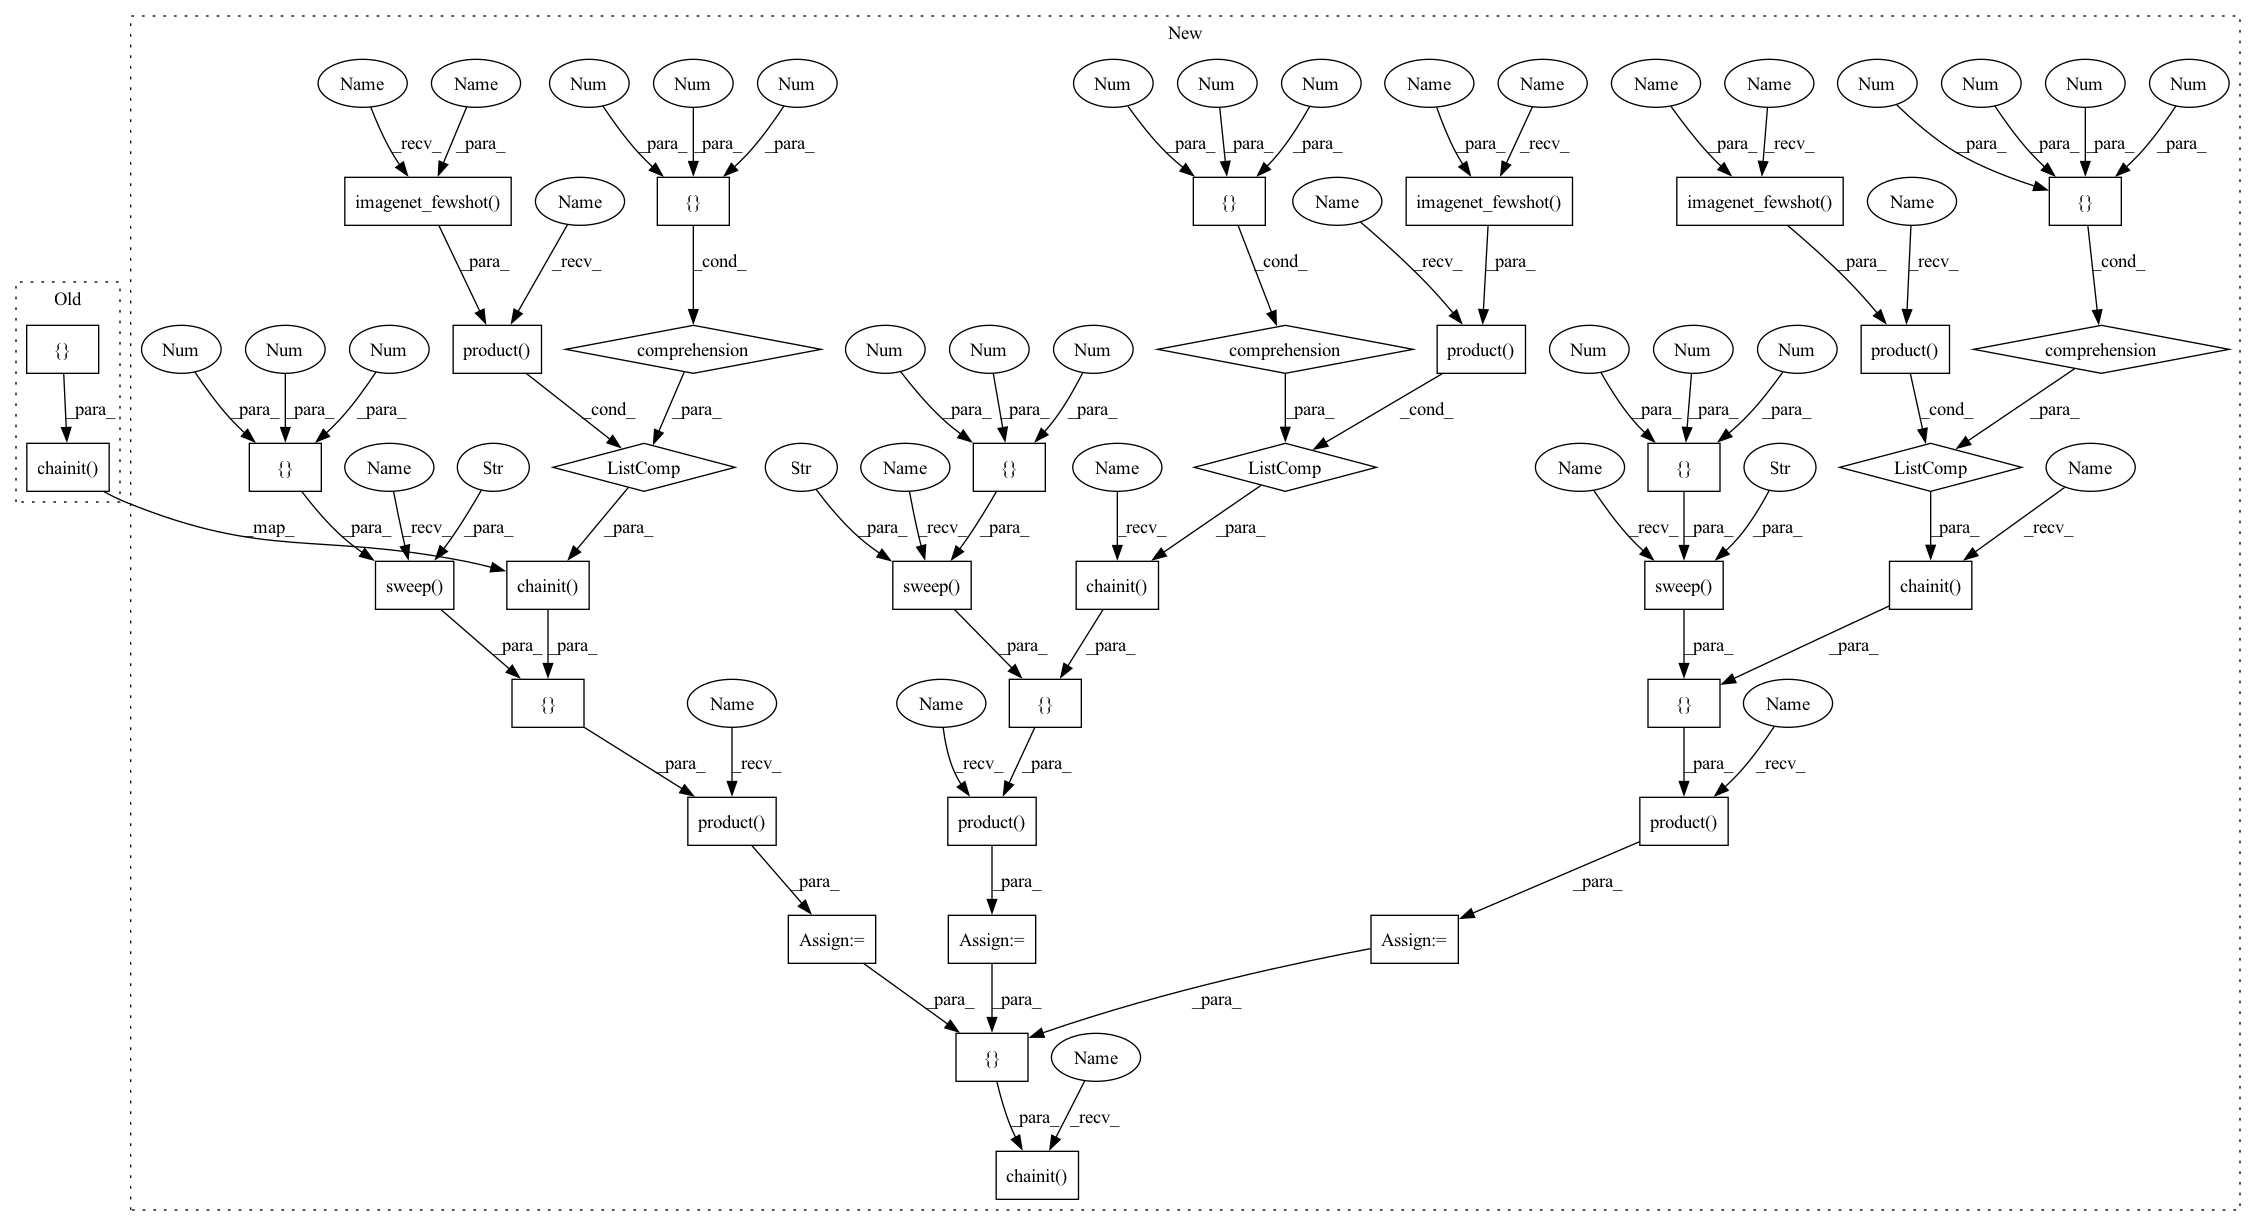 New
Name
Name
Num
Num
Num
Num
Num
Num
Name
Name
Name
Name
Num
Num
Num
Num
_recv_
_para_
_para_
_para_
_para_
_para_
_para_
_para_
_para_
_recv_
_para_
_recv_
_para_
_para_
_para_
_para_
imagenet_fewshot()
Name
{}
{}
Name
imagenet_fewshot()
imagenet_fewshot()
Name
{}
_para_
_recv_
_cond_
_cond_
_recv_
_para_
_para_
_recv_
_cond_
Old
{}
Num
Num
Num
product()
comprehension
Num
Num
Num
comprehension
product()
Num
Num
Num
product()
comprehension
_para_
_para_
_para_
_para_
_cond_
_para_
_para_
_para_
_para_
_para_
_cond_
_para_
_para_
_para_
_cond_
_para_
chainit()
{}
Name
Str
ListComp
Str
Name
{}
Name
ListComp
Name
{}
Str
ListComp
Name
_map_
_para_
_recv_
_para_
_para_
_para_
_recv_
_para_
_recv_
_para_
_recv_
_para_
_para_
_para_
_recv_
sweep()
chainit()
sweep()
chainit()
sweep()
chainit()
_para_
_para_
_para_
_para_
_para_
_para_
{}
Name
Name
{}
{}
Name
_para_
_recv_
_recv_
_para_
_para_
_recv_
product()
product()
product()
_para_
_para_
_para_
Assign:=
Assign:=
Assign:=
_para_
_para_
_para_
{}
Name
_para_
_recv_
chainit()